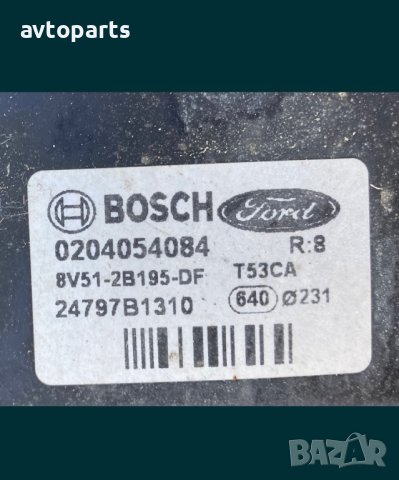 avtoparts
BOSCH Ford
0204054084 R:8
8V51-2B195-DF T53CA
24797B1310 640 Ø231
BAZAR